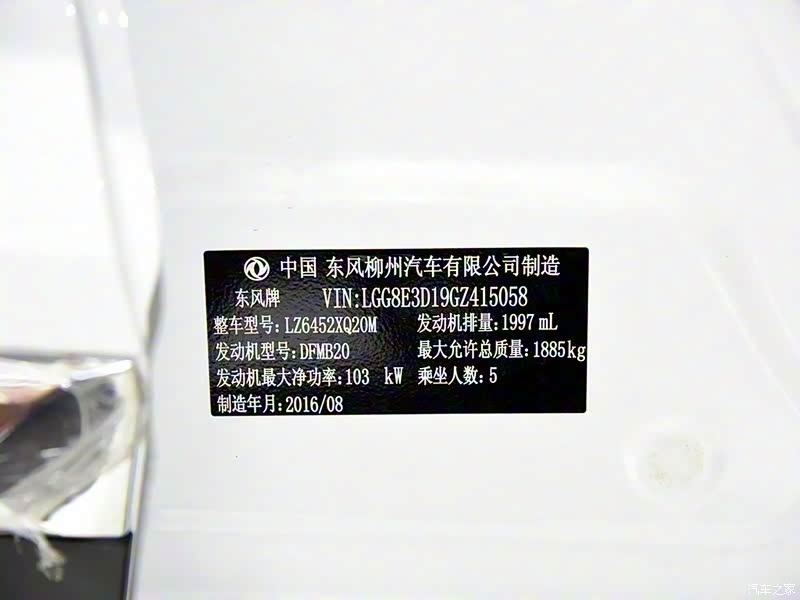 中国 东风柳州汽车有限公司制造
东风牌 VIN:LGG8E3D19GZ415058
整车型号:LZ6452XQ20M 发动机排量:1997 mL
发动机型号:DFMB20 最大允许总质量:1885kg
发动机最大净功率:103 kW 乘坐人数:5
制造年月:2016/08
汽车之家